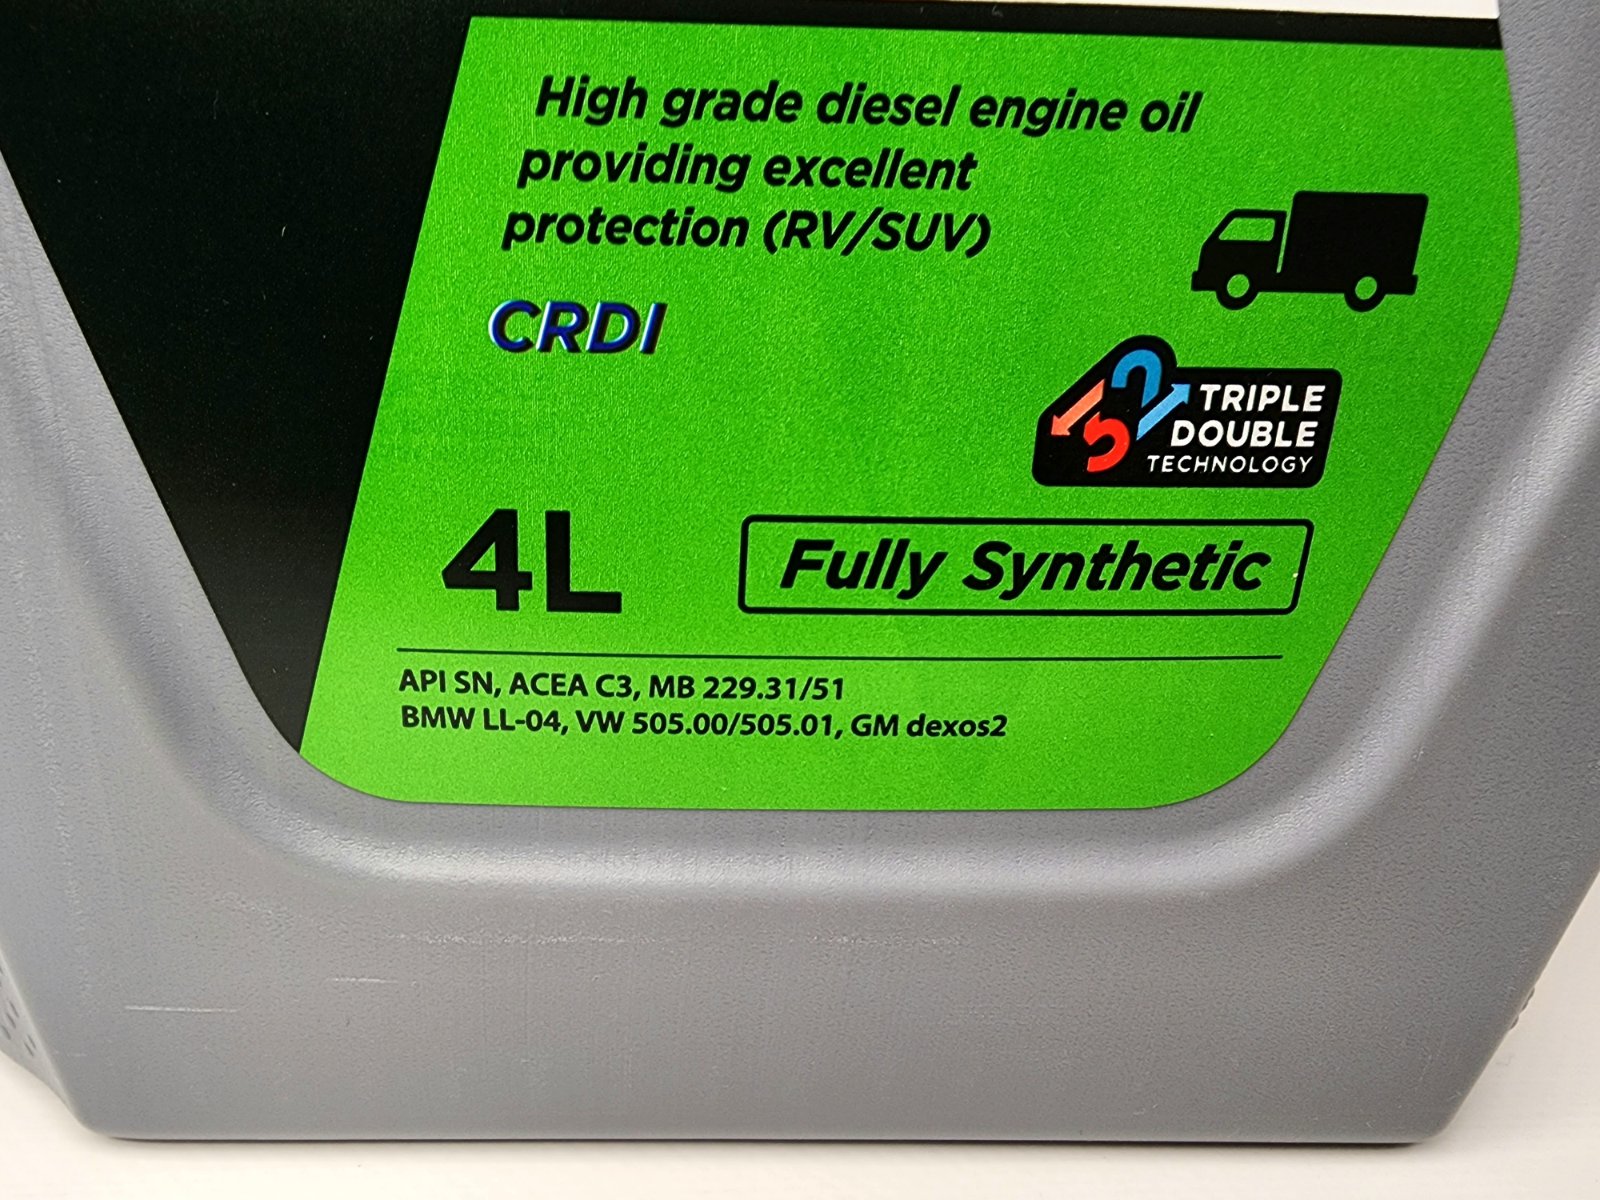 High grade diesel engine oil
providing excellent
protection (RV/SUV)
CRDI
TRIPLE
DOUBLE
TECHNOLOGY
4L
Fully Synthetic
API SN, ACEA C3, MB 229.31/51
BMW LL-04, VW 505.00/505.01, GM dexos2